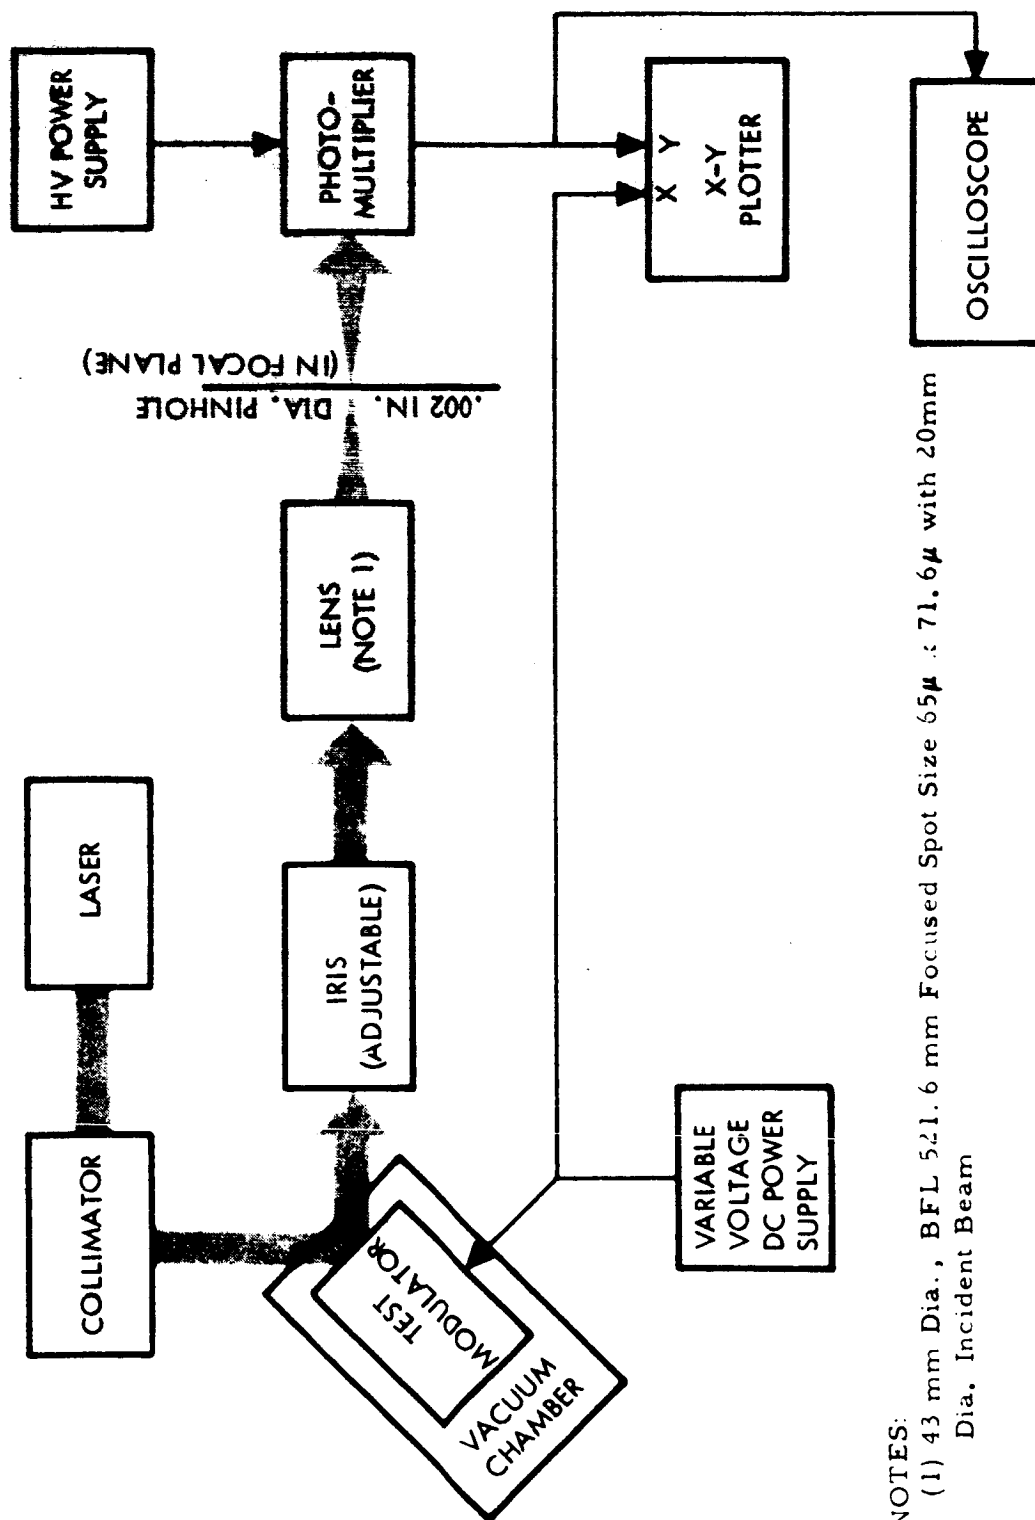 LASER
COLLIMATOR
TEST
MODULATOR
VACUUM
CHAMBER
IRIS
(ADJUSTABLE)
LENS
(NOTE 1)
.002 IN. DIA. PINHOLE
(IN FOCAL PLANE)
HV POWER
SUPPLY
PHOTO-
MULTIPLIER
X Y
X-Y
PLOTTER
OSCILLOSCOPE
VARIABLE
VOLTAGE
DC POWER
SUPPLY
NOTES:
(1) 43 mm Dia., BFL 521.6 mm Focused Spot Size 65μ 71.6μ with 20mm
Dia. Incident Beam